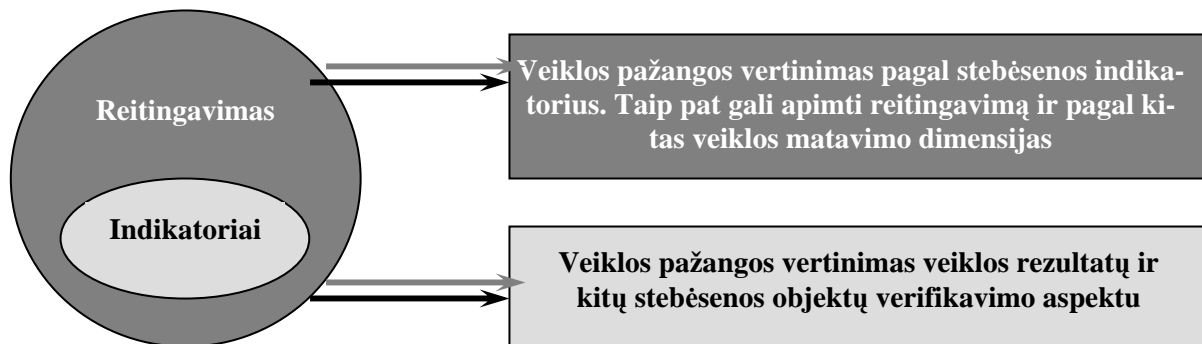 Reitingavimas
Veiklos pažangos vertinimas pagal stebėsenos indika-
torius. Taip pat gali apimti reitingavimą ir pagal ki-
tas veiklos matavimo dimensijas
Indikatoriai
Veiklos pažangos vertinimas veiklos rezultatų ir
kitų stebėsenos objektų verifikavimo aspektu